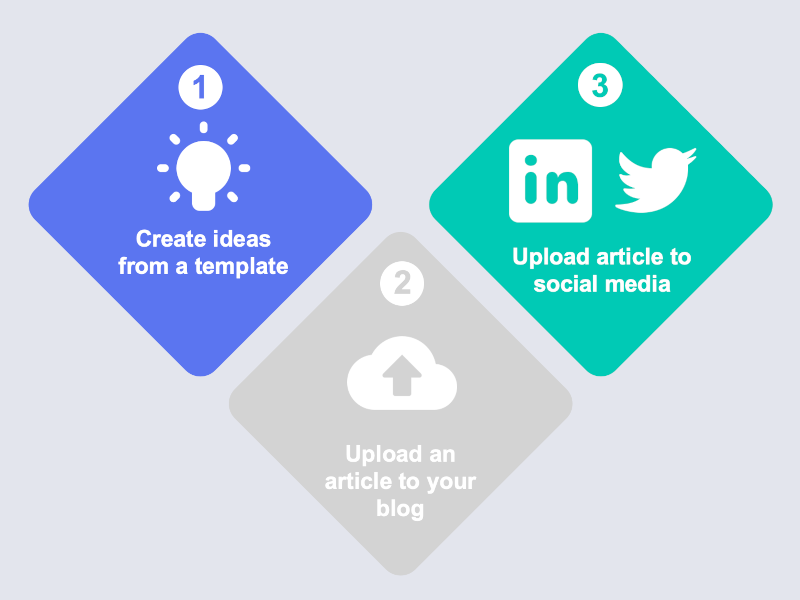 1
Create ideas
from a template
2
Upload an
article to your
blog
3
in
Upload article to
social media